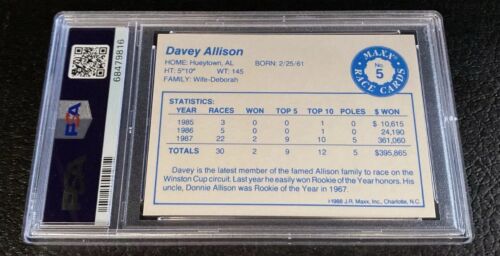 Davey Allison
HOME: Hueytown, AL BORN: 2/25/61
HT: 5'10" WT: 145
FAMILY: Wife-Deborah
MAXX
No.
5
RACE CARDS
STATISTICS:
YEAR RACES WON TOP 5 TOP 10 POLES $ WON
1985 3 0 0 1 0 $ 10,615
1986 5 0 0 1 0 24,190
1987 22 2 9 10 5 361,060
TOTALS 30 2 9 12 5 $395,865
Davey is the latest member of the famed Allison family to race on the
Winston Cup circuit. Last year he easily won Rookie of the Year honors. His
uncle, Donnie Allison was Rookie of the Year in 1967.
1988 J.R. Maxx, Inc., Charlotte, N.C.
68479816
PSA
PSA